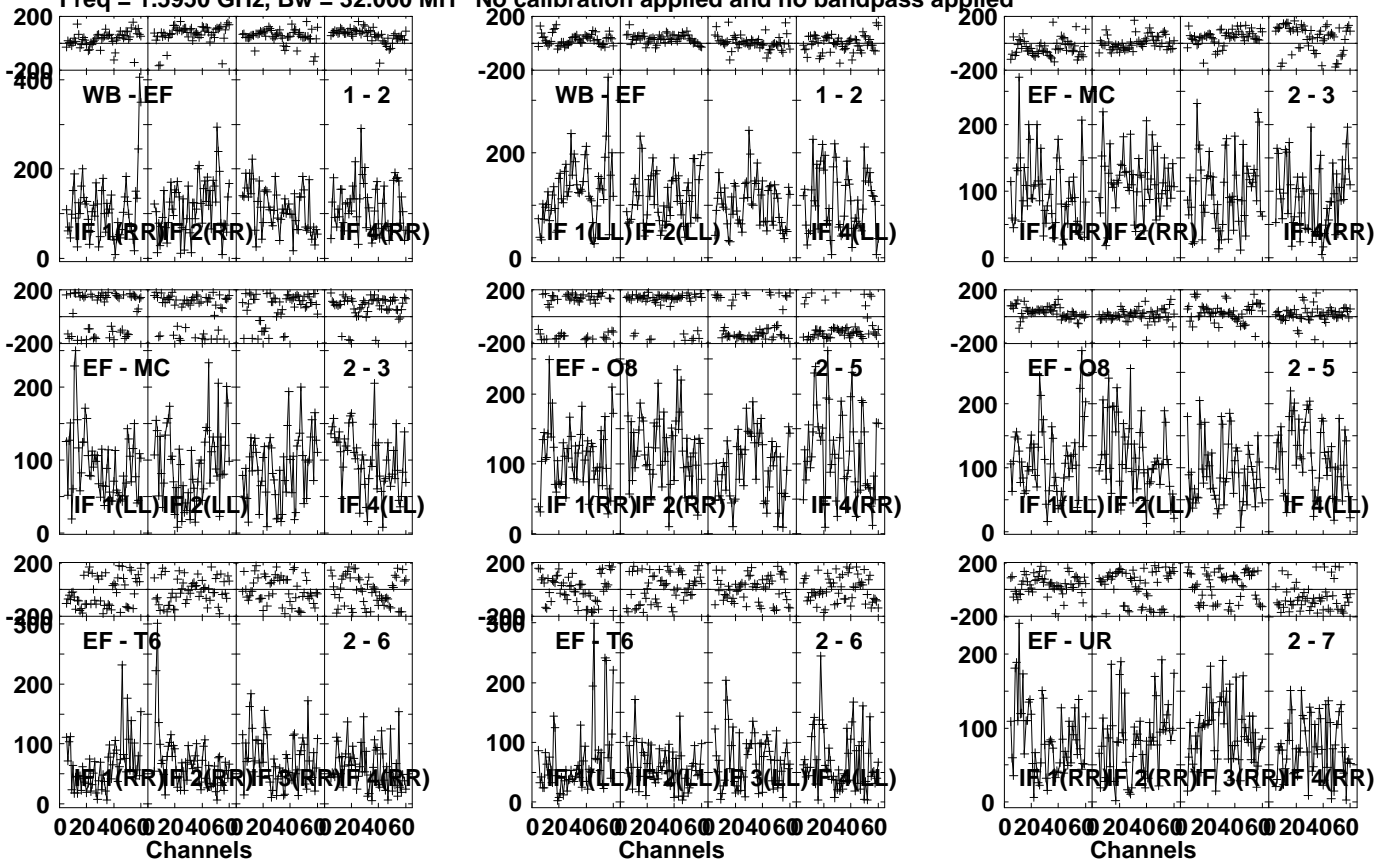 Freq = 1.5950 GHz, Bw = 32.000 MH No calibration applied and no bandpass applied
200
-200
400
200
0
WB - EF 1 - 2
IF 1(RR) IF 2(RR) IF 4(RR)
200
0
WB - EF 1 - 2
IF 1(LL) IF 2(LL) IF 4(LL)
200
-200
200
100
0
EF - MC 2 - 3
IF 1(RR) IF 2(RR) IF 4(RR)
200
-200
200
100
0
EF - MC 2 - 3
IF 1(LL) IF 2(LL) IF 4(LL)
200
100
0
EF - O8 2 - 5
IF 1(RR) IF 2(RR) IF 4(RR)
200
-200
200
100
0
EF - O8 2 - 5
IF 1(LL) IF 2(LL) IF 4(LL)
200
-200
300
200
100
0
EF - T6 2 - 6
IF 1(RR) IF 2(RR) IF 3(RR) IF 4(RR)
0 20 40 60 0 20 40 60 0 20 40 60 0 20 40 60
Channels
200
-200
300
200
100
0
EF - T6 2 - 6
IF 1(LL) IF 2(LL) IF 3(LL) IF 4(LL)
0 20 40 60 0 20 40 60 0 20 40 60 0 20 40 60
Channels
200
-200
200
100
0
EF - UR 2 - 7
IF 1(RR) IF 2(RR) IF 3(RR) IF 4(RR)
0 20 40 60 0 20 40 60 0 20 40 60 0 20 40 60
Channels